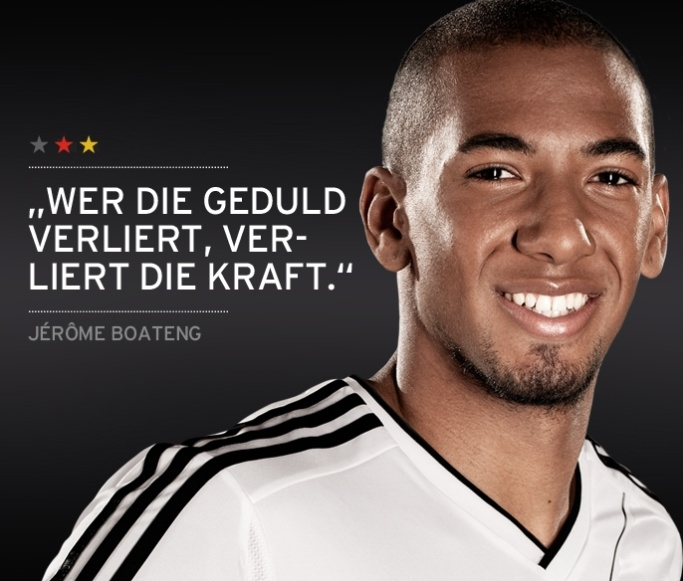 „WER DIE GEDULD
VERLIERT, VER-
LIERT DIE KRAFT.“
JÉRÔME BOATENG